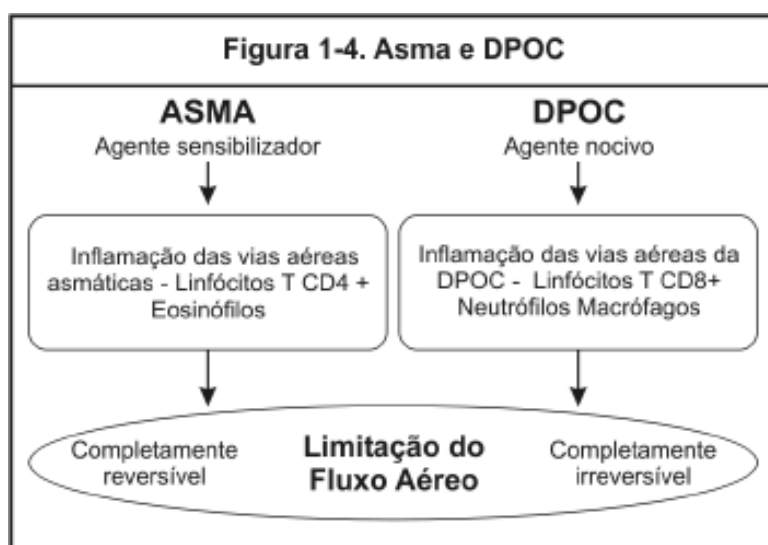 Figura 1-4. Asma e DPOC
ASMA
Agente sensibilizador
Inflamação das vias aéreas
asmáticas - Linfócitos T CD4 +
Eosinófilos
Completamente
reversível
DPOC
Agente nocivo
Inflamação das vias aéreas da
DPOC - Linfócitos T CD8+
Neutrófilos Macrófagos
Completamente
irreversível
Limitação do
Fluxo Aéreo